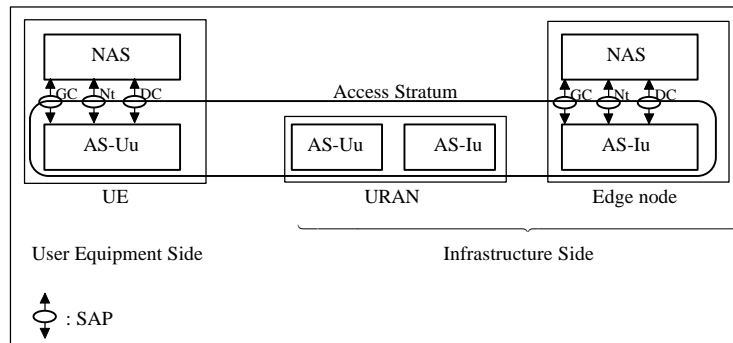 NAS NAS
GC Nt DC GC Nt DC
Access Stratum
AS-Uu AS-Uu AS-Iu AS-Iu
UE URAN Edge node
User Equipment Side Infrastructure Side
: SAP